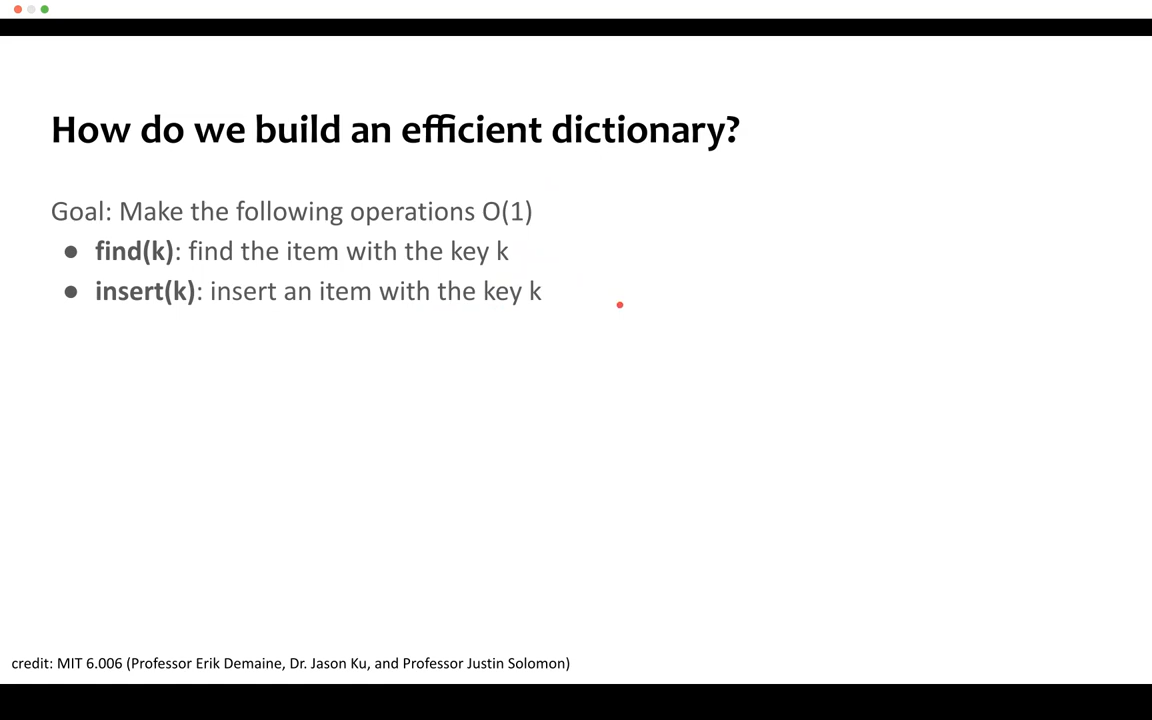 How do we build an efficient dictionary?
Goal: Make the following operations O(1)
● find(k): find the item with the key k
● insert(k): insert an item with the key k
credit: MIT 6.006 (Professor Erik Demaine, Dr. Jason Ku, and Professor Justin Solomon)